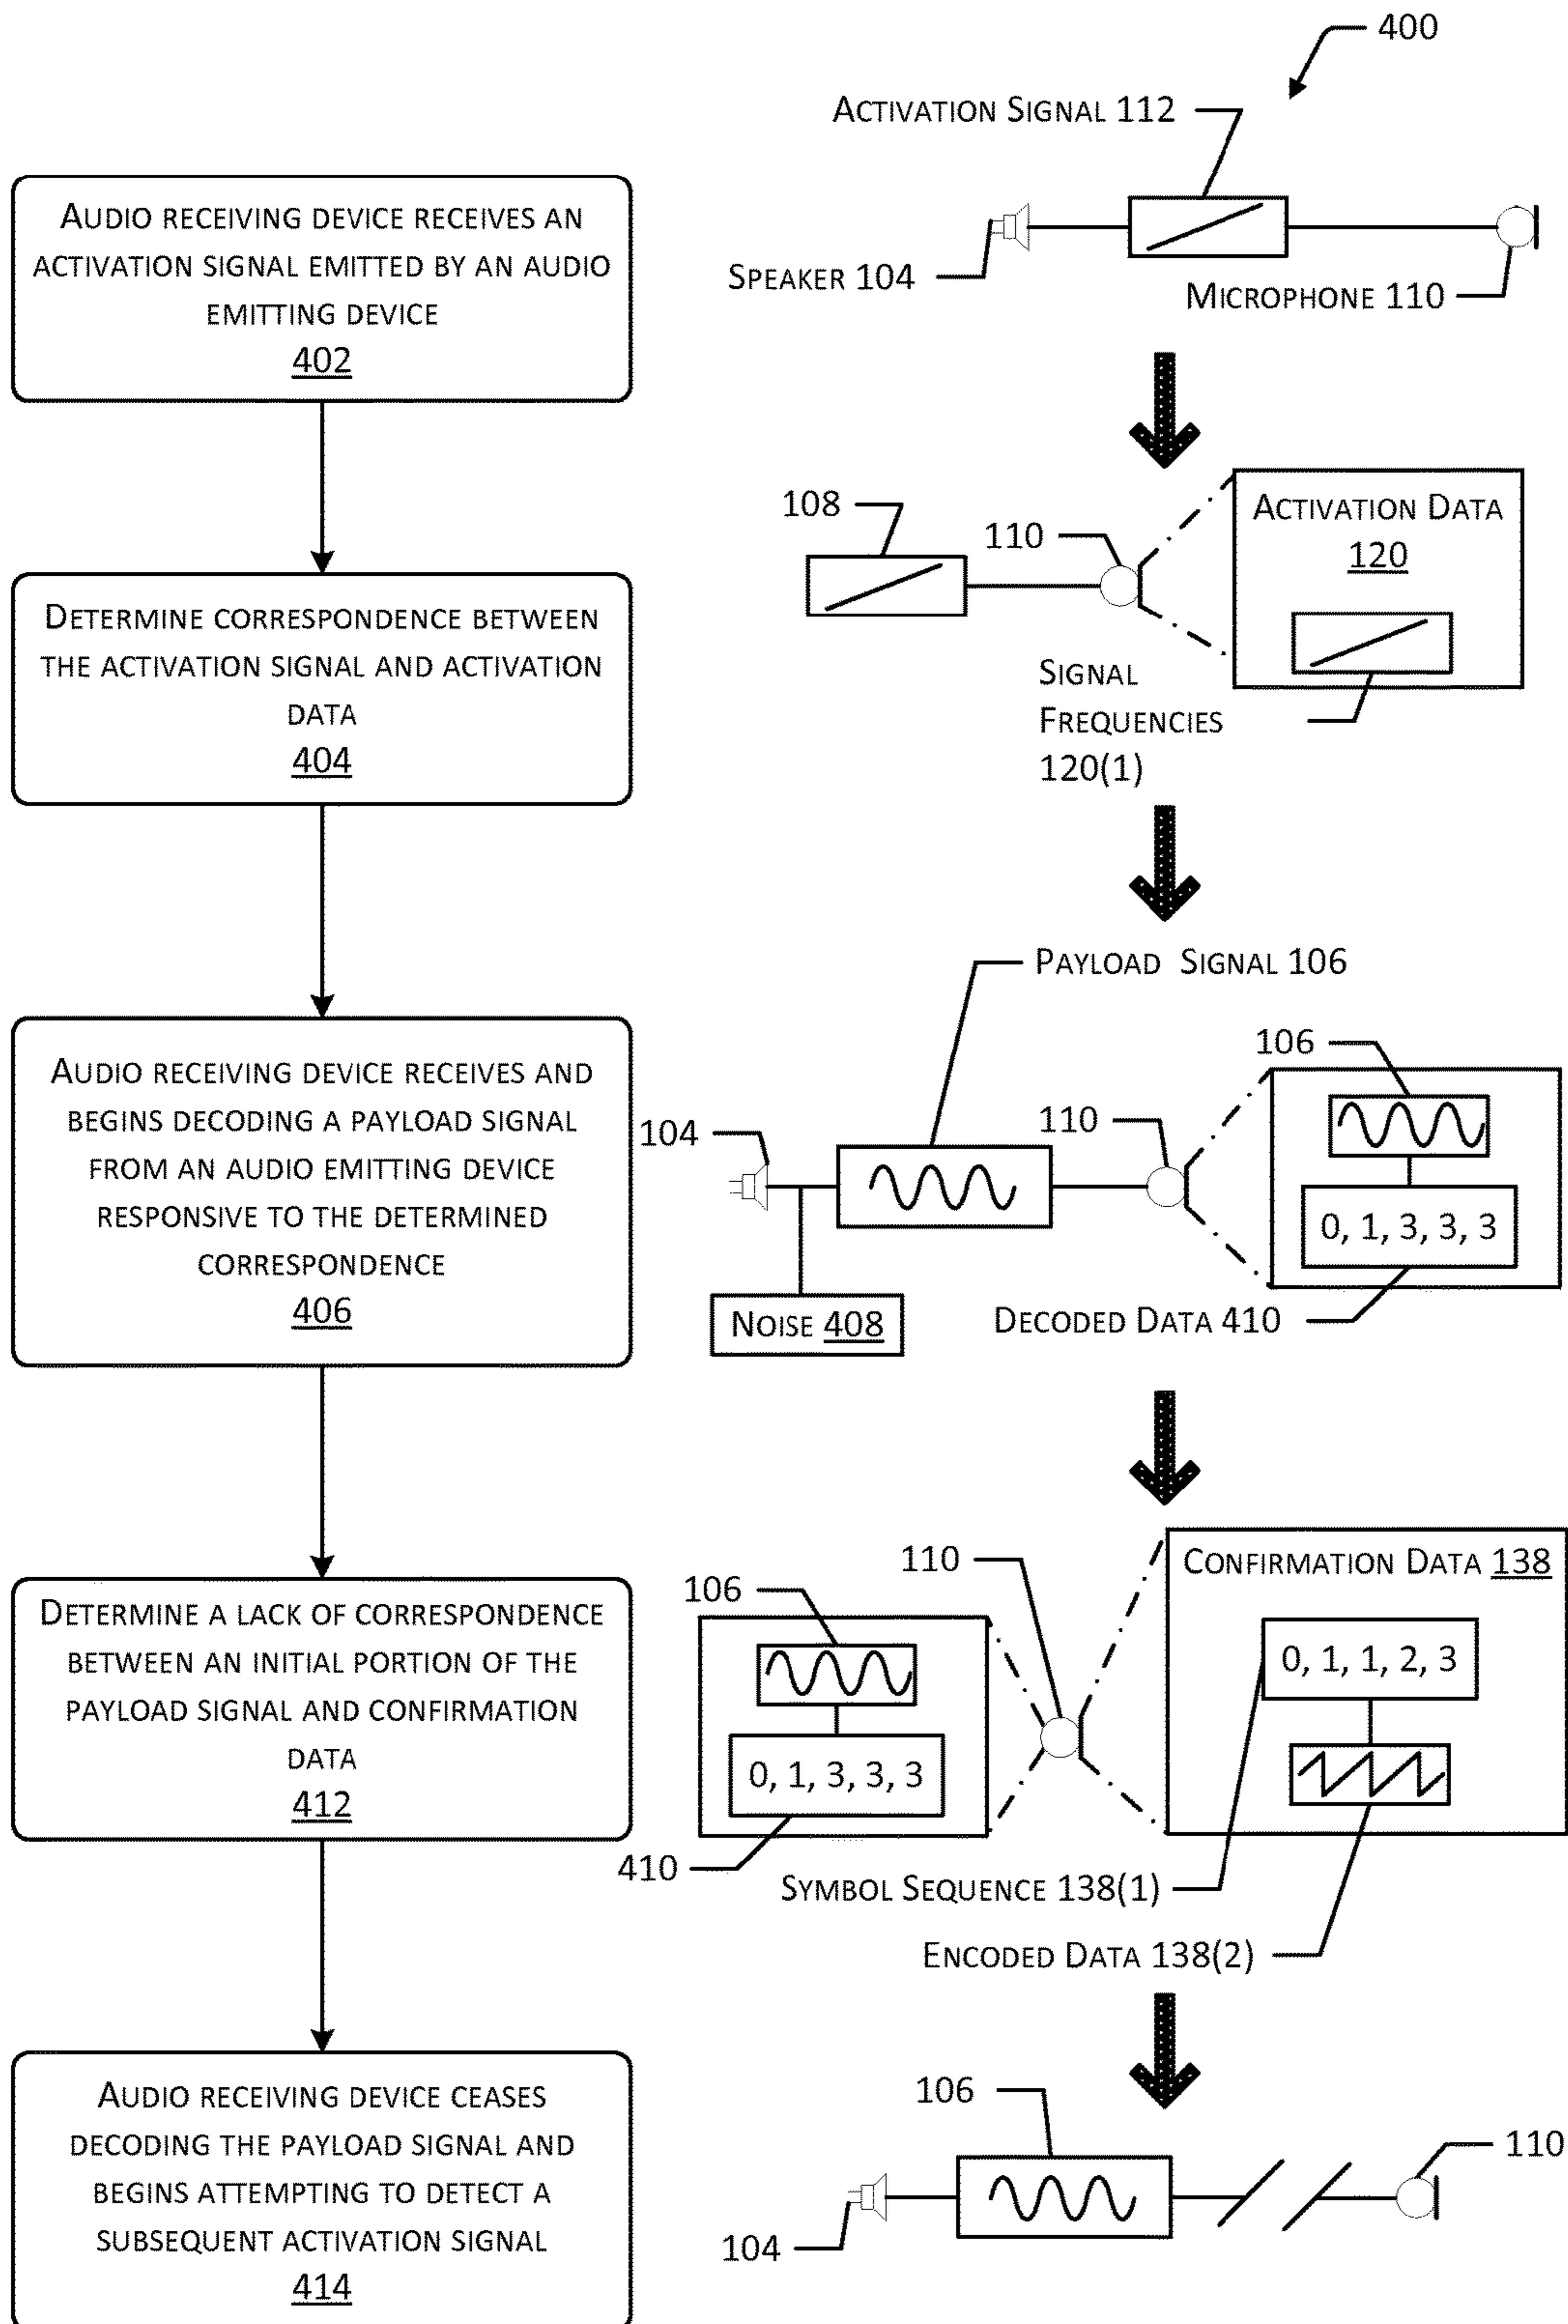 400
ACTIVATION SIGNAL 112
AUDIO RECEIVING DEVICE RECEIVES AN
ACTIVATION SIGNAL EMITTED BY AN AUDIO
EMITTING DEVICE
402
SPEAKER 104
MICROPHONE 110
108
110
ACTIVATION DATA
120
DETERMINE CORRESPONDENCE BETWEEN
THE ACTIVATION SIGNAL AND ACTIVATION
DATA
404
SIGNAL
FREQUENCIES
120(1)
PAYLOAD SIGNAL 106
AUDIO RECEIVING DEVICE RECEIVES AND
BEGINS DECODING A PAYLOAD SIGNAL
FROM AN AUDIO EMITTING DEVICE
RESPONSIVE TO THE DETERMINED
CORRESPONDENCE
406
104
110
106
0, 1, 3, 3, 3
NOISE 408
DECODED DATA 410
DETERMINE A LACK OF CORRESPONDENCE
BETWEEN AN INITIAL PORTION OF THE
PAYLOAD SIGNAL AND CONFIRMATION
DATA
412
106
110
CONFIRMATION DATA 138
0, 1, 1, 2, 3
0, 1, 3, 3, 3
410
SYMBOL SEQUENCE 138(1)
ENCODED DATA 138(2)
AUDIO RECEIVING DEVICE CEASES
DECODING THE PAYLOAD SIGNAL AND
BEGINS ATTEMPTING TO DETECT A
SUBSEQUENT ACTIVATION SIGNAL
414
106
110
104